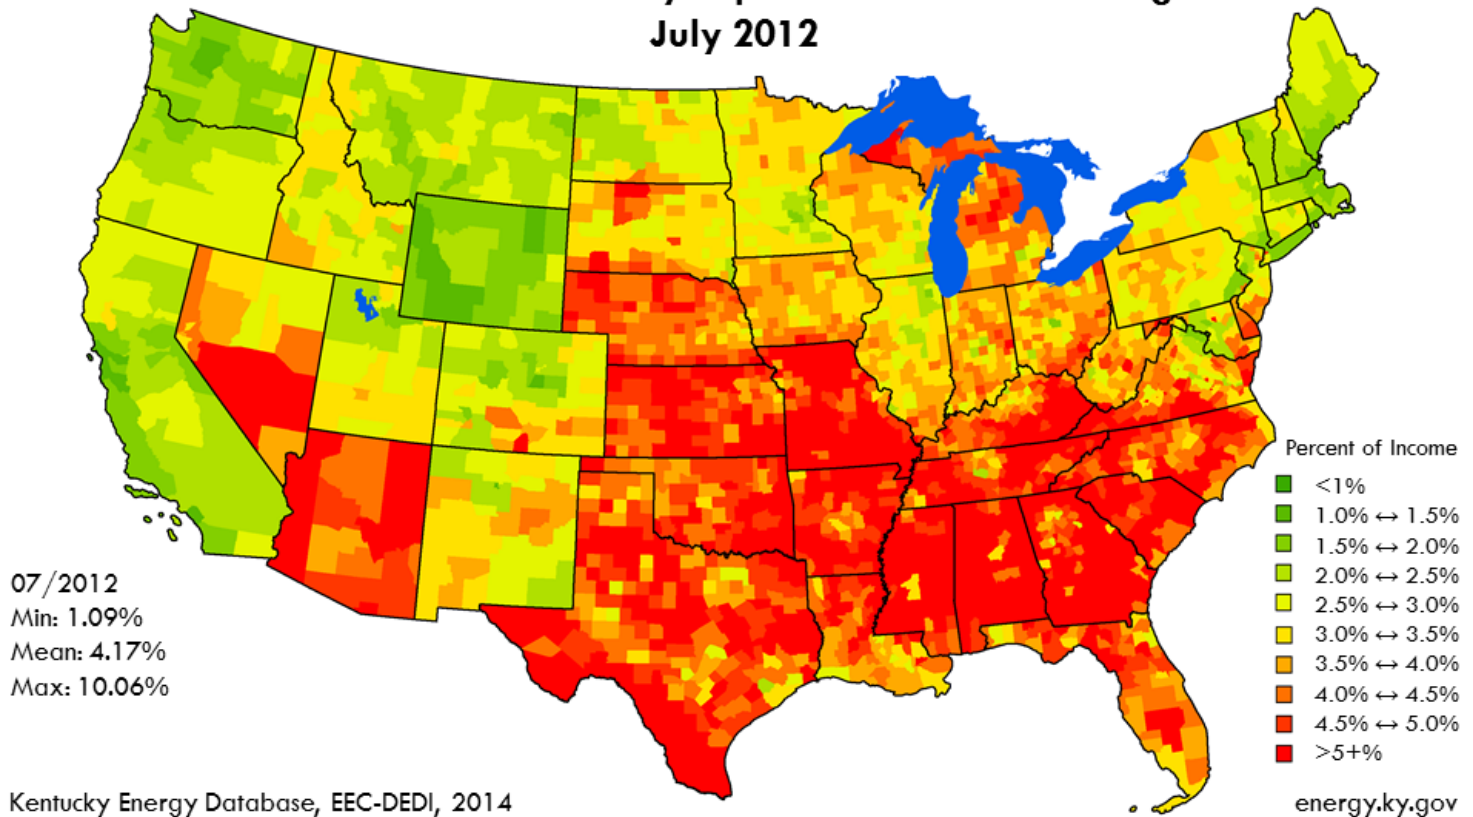 July 2012
Percent of Income
<1%
1.0% ↔ 1.5%
1.5% ↔ 2.0%
2.0% ↔ 2.5%
2.5% ↔ 3.0%
3.0% ↔ 3.5%
3.5% ↔ 4.0%
4.0% ↔ 4.5%
4.5% ↔ 5.0%
>5+%
07/2012
Min: 1.09%
Mean: 4.17%
Max: 10.06%
Kentucky Energy Database, EEC-DEDI, 2014
energy.ky.gov